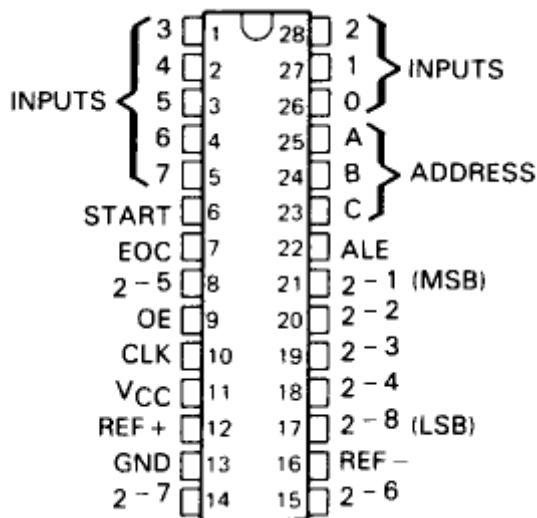 3 1 28 2
4 2 27 1
INPUTS 5 3 26 0 INPUTS
6 4 25 A
7 5 24 B ADDRESS
START 6 23 C
EOC 7 22 ALE
2-5 8 21 2-1 (MSB)
OE 9 20 2-2
CLK 10 19 2-3
VCC 11 18 2-4
REF+ 12 17 2-8 (LSB)
GND 13 16 REF-
2-7 14 15 2-6